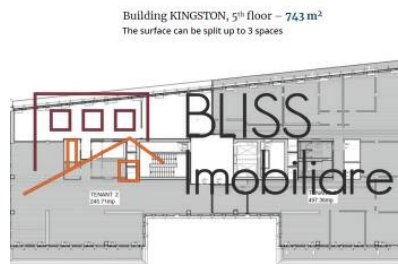 Building KINGSTON, 5th floor – 743 m²
The surface can be split up to 3 spaces
BLISS
Imobiliare
TENANT 2
245.71mp
497.36mp